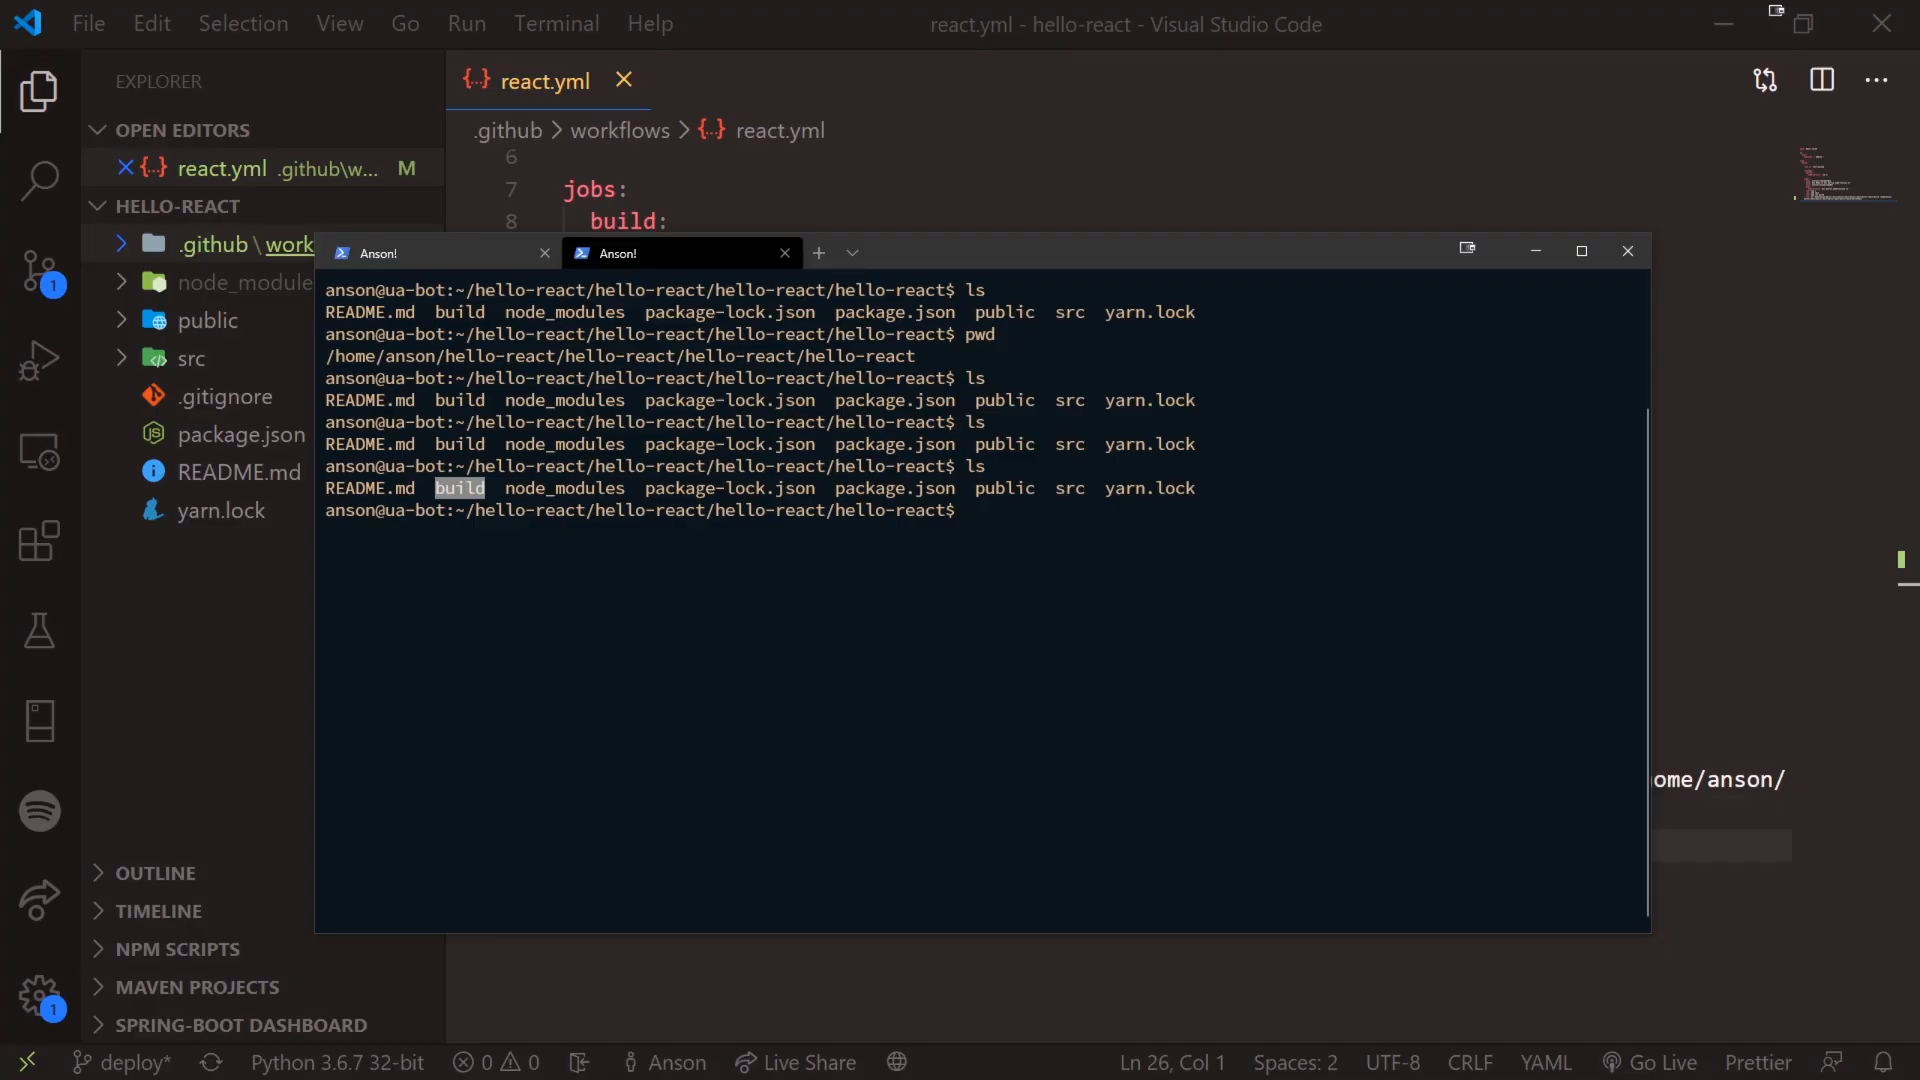 File Edit Selection View Go Run Terminal Help
react.yml - hello-react - Visual Studio Code
EXPLORER
OPEN EDITORS
react.yml .github\w... M
HELLO-REACT
.github \ work
node_module
public
src
.gitignore
package.json
README.md
yarn.lock
OUTLINE
TIMELINE
NPM SCRIPTS
MAVEN PROJECTS
SPRING-BOOT DASHBOARD
react.yml
.github > workflows > {..} react.yml
6
7 jobs:
8 build:
ome/anson/
Anson!
Anson!
anson@ua-bot:~/hello-react/hello-react/hello-react/hello-react$ ls
README.md build node_modules package-lock.json package.json public src yarn.lock
anson@ua-bot:~/hello-react/hello-react/hello-react/hello-react$ pwd
/home/anson/hello-react/hello-react/hello-react/hello-react
anson@ua-bot:~/hello-react/hello-react/hello-react/hello-react$ ls
README.md build node_modules package-lock.json package.json public src yarn.lock
anson@ua-bot:~/hello-react/hello-react/hello-react/hello-react$ ls
README.md build node_modules package-lock.json package.json public src yarn.lock
anson@ua-bot:~/hello-react/hello-react/hello-react/hello-react$ ls
README.md build node_modules package-lock.json package.json public src yarn.lock
anson@ua-bot:~/hello-react/hello-react/hello-react/hello-react$
1
1
deploy* Python 3.6.7 32-bit 0 0 Anson Live Share Ln 26, Col 1 Spaces: 2 UTF-8 CRLF YAML Go Live Prettier